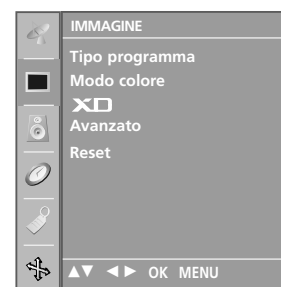 IMMAGINE
Tipo programma
Modo colore
XD
Avanzato
Reset
▲▼ ◄► OK MENU